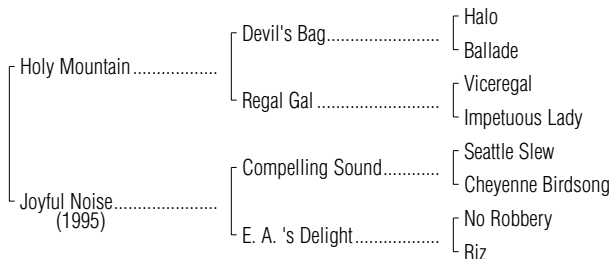 Halo
Devil's Bag
Ballade
Holy Mountain
Viceregal
Regal Gal
Impetuous Lady
Seattle Slew
Compelling Sound
Cheyenne Birdsong
Joyful Noise
(1995)
No Robbery
E. A. 's Delight
Riz